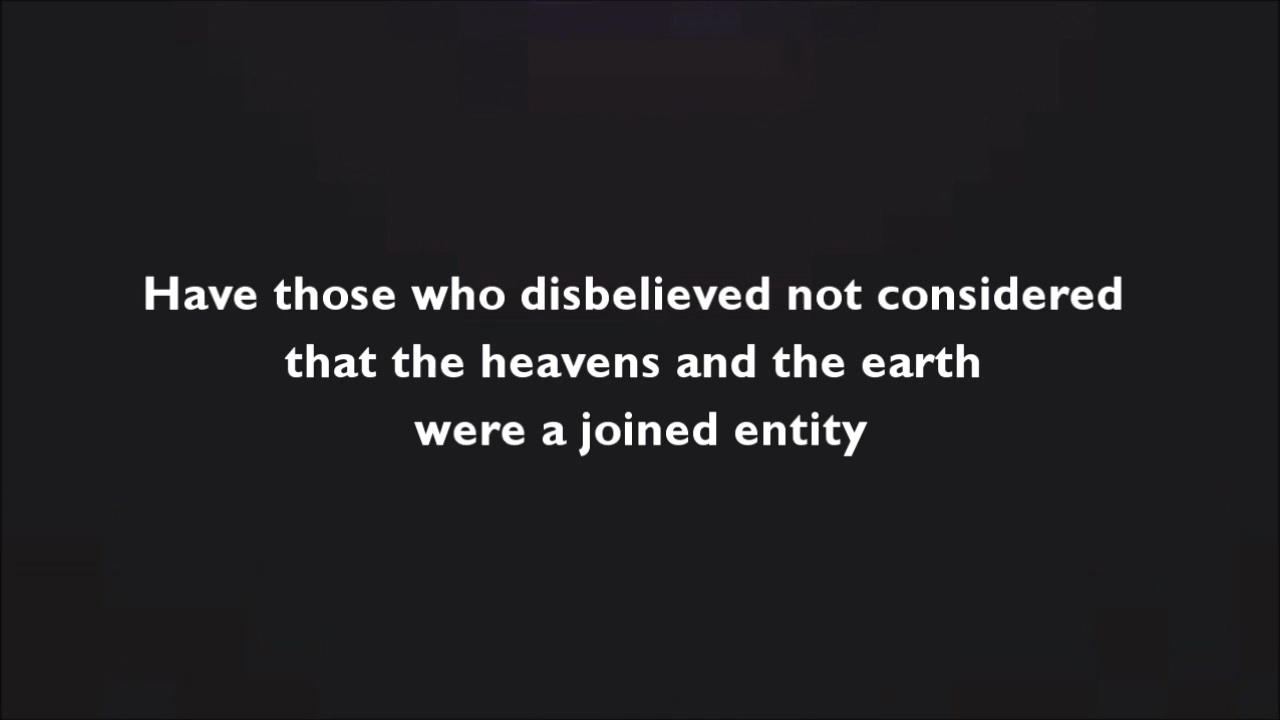 Have those who disbelieved not considered
that the heavens and the earth
were a joined entity